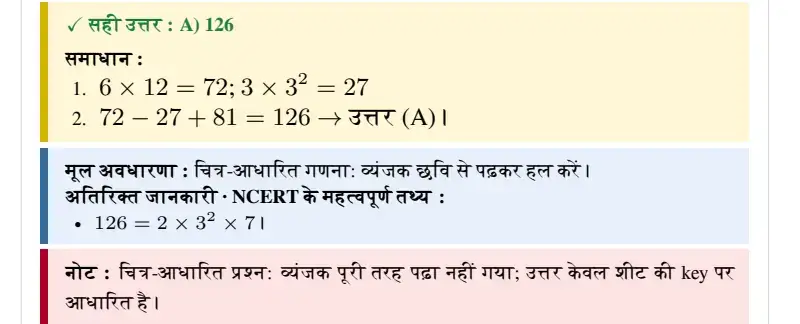 ✓ सही उत्तर : A) 126
समाधान :
1. 6 × 12 = 72; 3 × 3² = 27
2. 72 − 27 + 81 = 126 → उत्तर (A)।
मूल अवधारणा : चित्र-आधारित गणना: व्यंजक छवि से पढ़कर हल करें।
अतिरिक्त जानकारी · NCERT के महत्वपूर्ण तथ्य :
• 126 = 2 × 3² × 7।
नोट : चित्र-आधारित प्रश्न: व्यंजक पूरी तरह पढ़ा नहीं गया; उत्तर केवल शीट की key पर
आधारित है।